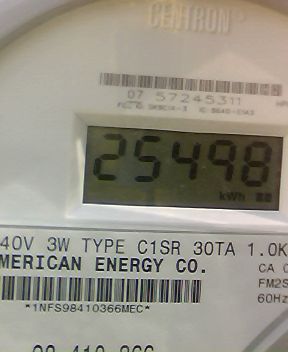 CENTRON®
07 57245311
25498
kWh
40V 3W TYPE C1SR 30TA 1.0K
MERICAN ENERGY CO.
CA
FM2S
60Hz
*1NFS98410366MEC*